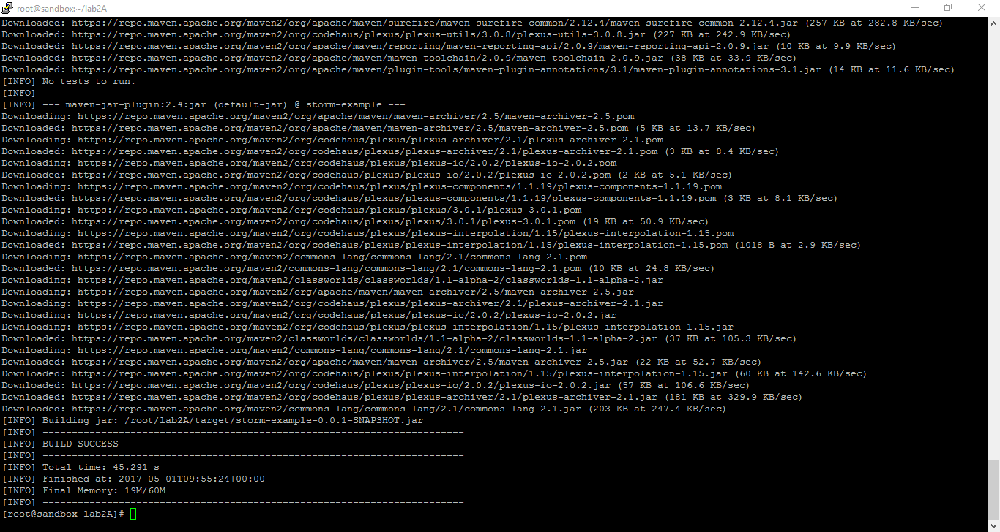 root@sandbox:~/lab2A
Downloaded: https://repo.maven.apache.org/maven2/org/apache/maven/surefire/maven-surefire-common/2.12.4/maven-surefire-common-2.12.4.jar (257 KB at 282.8 KB/sec)
Downloaded: https://repo.maven.apache.org/maven2/org/codehaus/plexus/plexus-utils/3.0.8/plexus-utils-3.0.8.jar (227 KB at 242.9 KB/sec)
Downloaded: https://repo.maven.apache.org/maven2/org/apache/maven/reporting/maven-reporting-api/2.0.9/maven-reporting-api-2.0.9.jar (10 KB at 9.9 KB/sec)
Downloaded: https://repo.maven.apache.org/maven2/org/apache/maven/maven-toolchain/2.0.9/maven-toolchain-2.0.9.jar (38 KB at 33.9 KB/sec)
Downloaded: https://repo.maven.apache.org/maven2/org/apache/maven/plugin-tools/maven-plugin-annotations/3.1/maven-plugin-annotations-3.1.jar (14 KB at 11.6 KB/sec)
[INFO] No tests to run.
[INFO]
[INFO] --- maven-jar-plugin:2.4:jar (default-jar) @ storm-example ---
Downloading: https://repo.maven.apache.org/maven2/org/apache/maven/maven-archiver/2.5/maven-archiver-2.5.pom
Downloaded: https://repo.maven.apache.org/maven2/org/apache/maven/maven-archiver/2.5/maven-archiver-2.5.pom (5 KB at 13.7 KB/sec)
Downloading: https://repo.maven.apache.org/maven2/org/codehaus/plexus/plexus-archiver/2.1/plexus-archiver-2.1.pom
Downloaded: https://repo.maven.apache.org/maven2/org/codehaus/plexus/plexus-archiver/2.1/plexus-archiver-2.1.pom (3 KB at 8.4 KB/sec)
Downloading: https://repo.maven.apache.org/maven2/org/codehaus/plexus/plexus-io/2.0.2/plexus-io-2.0.2.pom
Downloaded: https://repo.maven.apache.org/maven2/org/codehaus/plexus/plexus-io/2.0.2/plexus-io-2.0.2.pom (2 KB at 5.1 KB/sec)
Downloading: https://repo.maven.apache.org/maven2/org/codehaus/plexus/plexus-components/1.1.19/plexus-components-1.1.19.pom
Downloaded: https://repo.maven.apache.org/maven2/org/codehaus/plexus/plexus-components/1.1.19/plexus-components-1.1.19.pom (3 KB at 8.1 KB/sec)
Downloading: https://repo.maven.apache.org/maven2/org/codehaus/plexus/plexus/3.0.1/plexus-3.0.1.pom
Downloaded: https://repo.maven.apache.org/maven2/org/codehaus/plexus/plexus/3.0.1/plexus-3.0.1.pom (19 KB at 50.9 KB/sec)
Downloading: https://repo.maven.apache.org/maven2/org/codehaus/plexus/plexus-interpolation/1.15/plexus-interpolation-1.15.pom
Downloaded: https://repo.maven.apache.org/maven2/org/codehaus/plexus/plexus-interpolation/1.15/plexus-interpolation-1.15.pom (1018 B at 2.9 KB/sec)
Downloading: https://repo.maven.apache.org/maven2/commons-lang/commons-lang/2.1/commons-lang-2.1.pom
Downloaded: https://repo.maven.apache.org/maven2/commons-lang/commons-lang/2.1/commons-lang-2.1.pom (10 KB at 24.8 KB/sec)
Downloading: https://repo.maven.apache.org/maven2/classworlds/classworlds/1.1-alpha-2/classworlds-1.1-alpha-2.jar
Downloading: https://repo.maven.apache.org/maven2/org/apache/maven/maven-archiver/2.5/maven-archiver-2.5.jar
Downloading: https://repo.maven.apache.org/maven2/org/codehaus/plexus/plexus-archiver/2.1/plexus-archiver-2.1.jar
Downloading: https://repo.maven.apache.org/maven2/org/codehaus/plexus/plexus-io/2.0.2/plexus-io-2.0.2.jar
Downloading: https://repo.maven.apache.org/maven2/org/codehaus/plexus/plexus-interpolation/1.15/plexus-interpolation-1.15.jar
Downloaded: https://repo.maven.apache.org/maven2/classworlds/classworlds/1.1-alpha-2/classworlds-1.1-alpha-2.jar (37 KB at 105.3 KB/sec)
Downloading: https://repo.maven.apache.org/maven2/commons-lang/commons-lang/2.1/commons-lang-2.1.jar
Downloaded: https://repo.maven.apache.org/maven2/org/apache/maven/maven-archiver/2.5/maven-archiver-2.5.jar (22 KB at 52.7 KB/sec)
Downloaded: https://repo.maven.apache.org/maven2/org/codehaus/plexus/plexus-interpolation/1.15/plexus-interpolation-1.15.jar (60 KB at 142.6 KB/sec)
Downloaded: https://repo.maven.apache.org/maven2/org/codehaus/plexus/plexus-io/2.0.2/plexus-io-2.0.2.jar (57 KB at 106.6 KB/sec)
Downloaded: https://repo.maven.apache.org/maven2/org/codehaus/plexus/plexus-archiver/2.1/plexus-archiver-2.1.jar (181 KB at 329.9 KB/sec)
Downloaded: https://repo.maven.apache.org/maven2/commons-lang/commons-lang/2.1/commons-lang-2.1.jar (203 KB at 247.4 KB/sec)
[INFO] Building jar: /root/lab2A/target/storm-example-0.0.1-SNAPSHOT.jar
[INFO] ------------------------------------------------------------------------
[INFO] BUILD SUCCESS
[INFO] ------------------------------------------------------------------------
[INFO] Total time: 45.291 s
[INFO] Finished at: 2017-05-01T09:55:24+00:00
[INFO] Final Memory: 19M/60M
[INFO] ------------------------------------------------------------------------
[root@sandbox lab2A]#